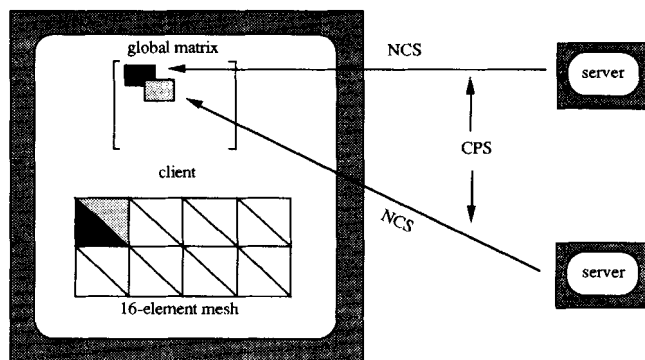 global matrix
NCS
server
CPS
client
NCS
16-element mesh
server